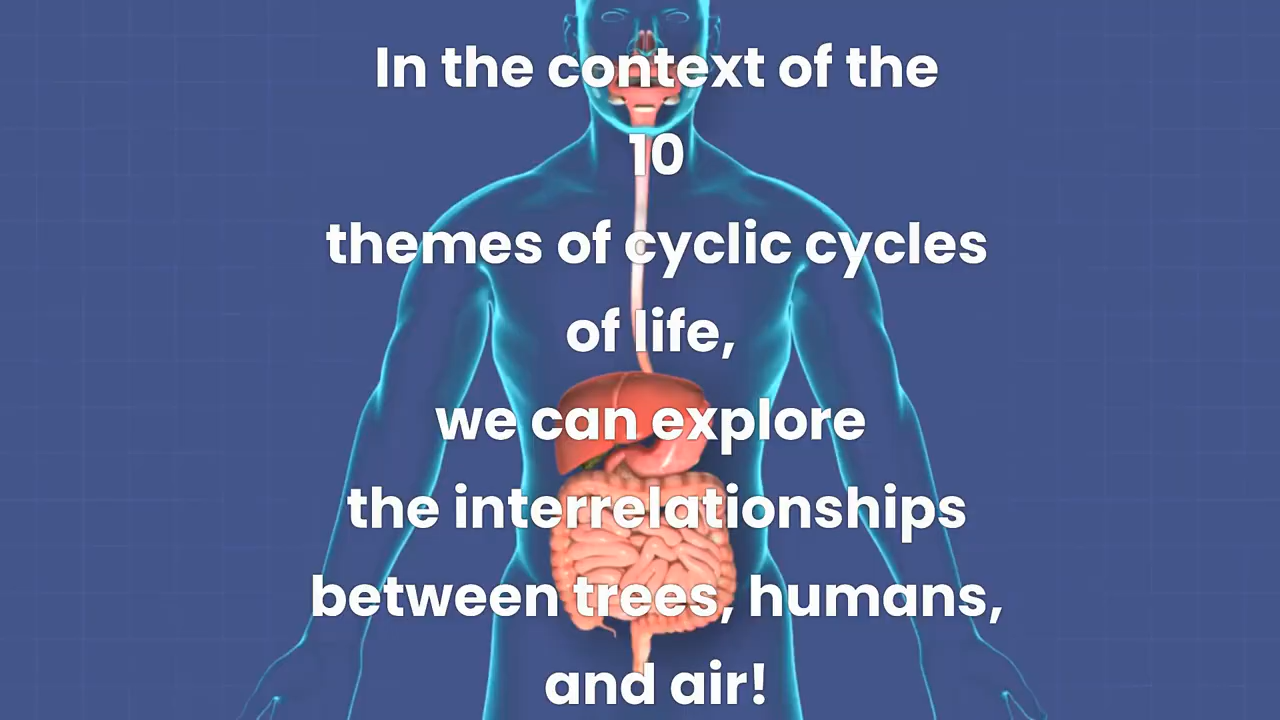 In the context of the
10
themes of cyclic cycles
of life,
we can explore
the interrelationships
between trees, humans,
and air!